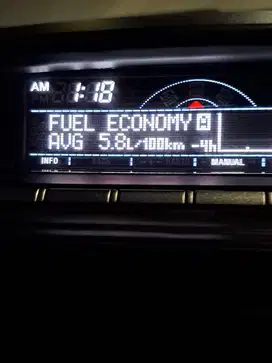 AM 1:18
FUEL ECONOMY M
AVG 5.8L/100km -4h
INFO MANUAL